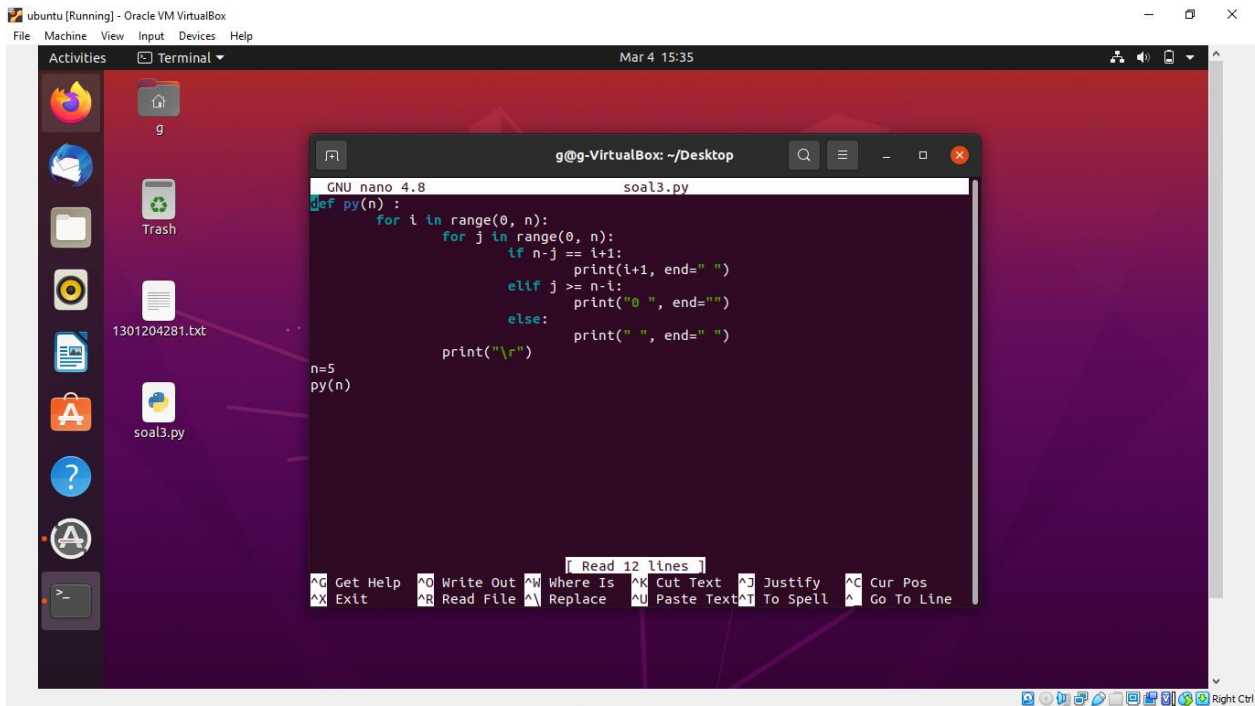 ubuntu [Running] - Oracle VM VirtualBox
File Machine View Input Devices Help
Activities Terminal Mar 4 15:35
g
Trash
1301204281.txt
soal3.py
g@g-VirtualBox: ~/Desktop
GNU nano 4.8 soal3.py
def py(n) :
        for i in range(0, n):
                for j in range(0, n):
                        if n-j == i+1:
                                print(i+1, end=" ")
                        elif j >= n-i:
                                print("0 ", end="")
                        else:
                                print(" ", end=" ")
                print("\r")
n=5
py(n)
[ Read 12 lines ]
^G Get Help ^O Write Out ^W Where Is ^K Cut Text ^J Justify ^C Cur Pos
^X Exit ^R Read File ^\ Replace ^U Paste Text ^T To Spell ^_ Go To Line
Right Ctrl